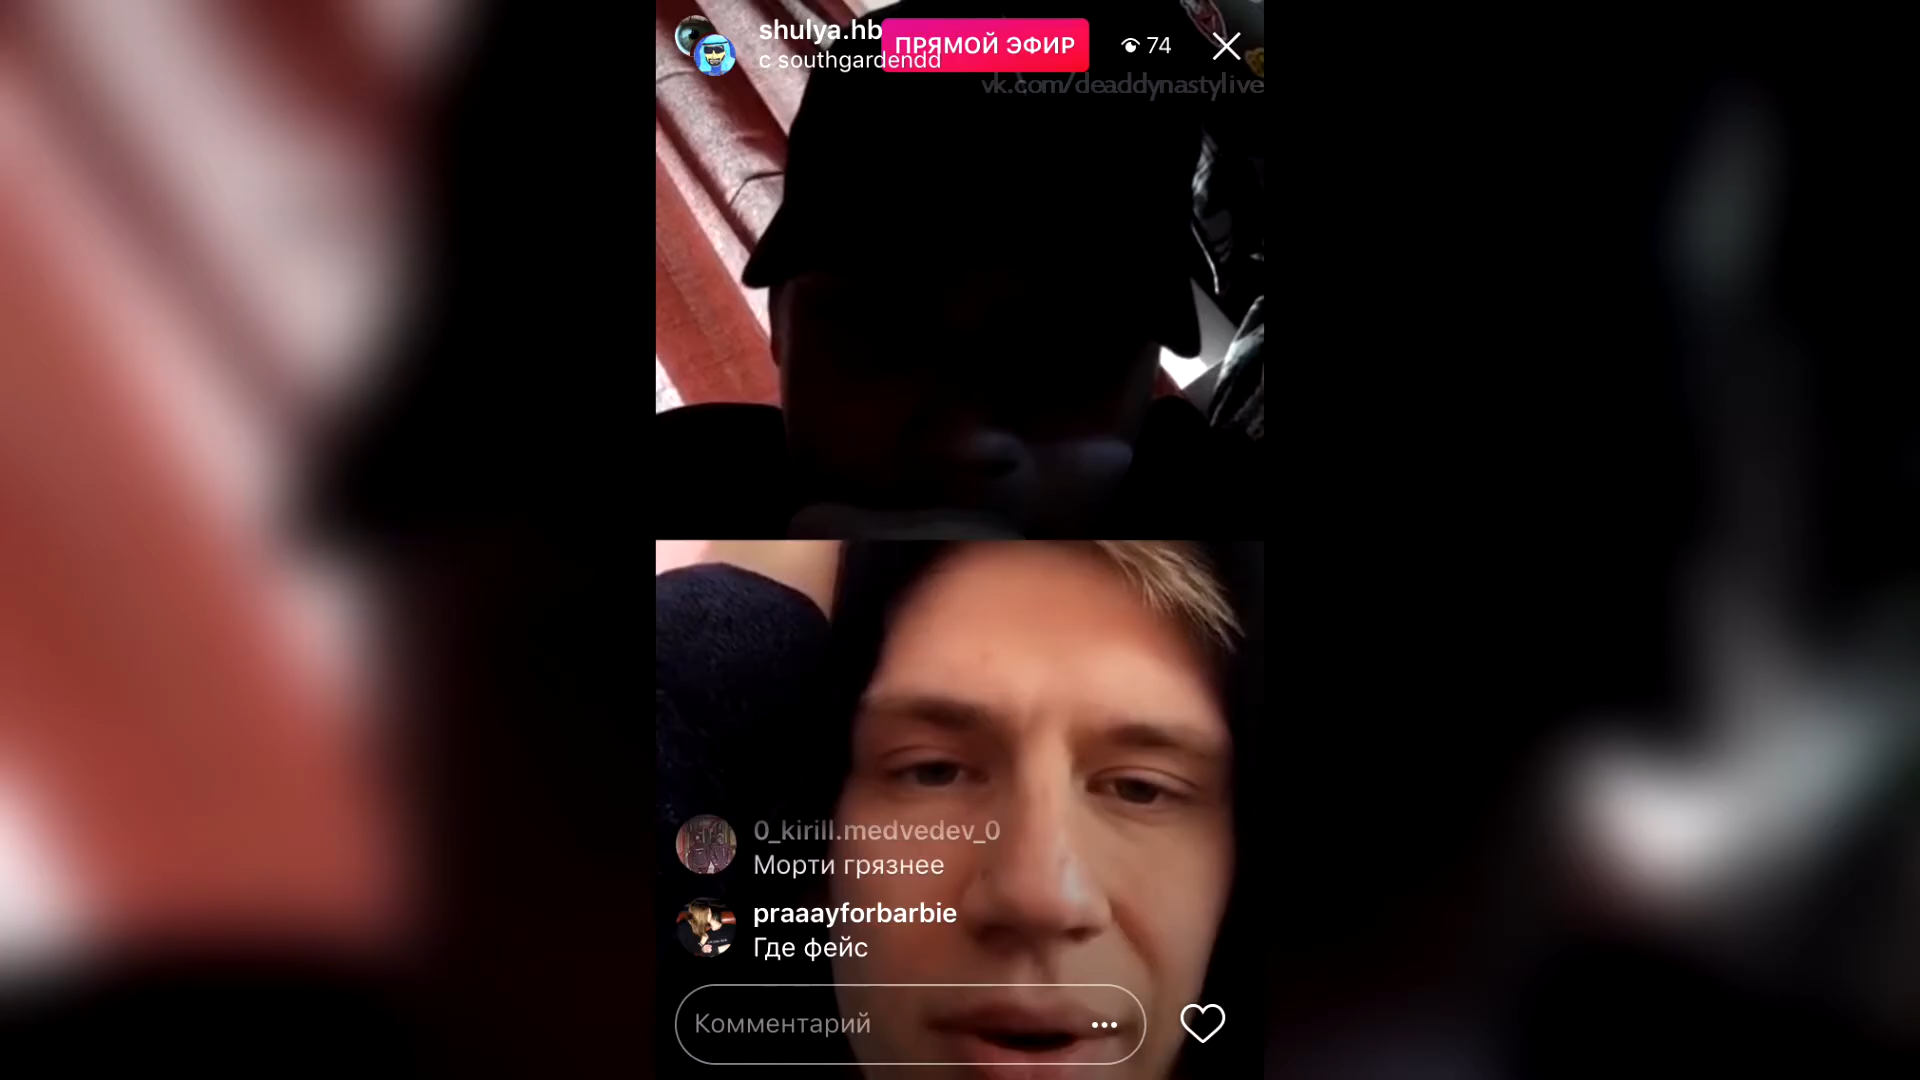 shulya.hb
с southgardendd
ПРЯМОЙ ЭФИР
74
vk.com/deaddynastylive
0_kirill.medvedev_0
Морти грязнее
praaayforbarbie
Где фейс
Комментарий